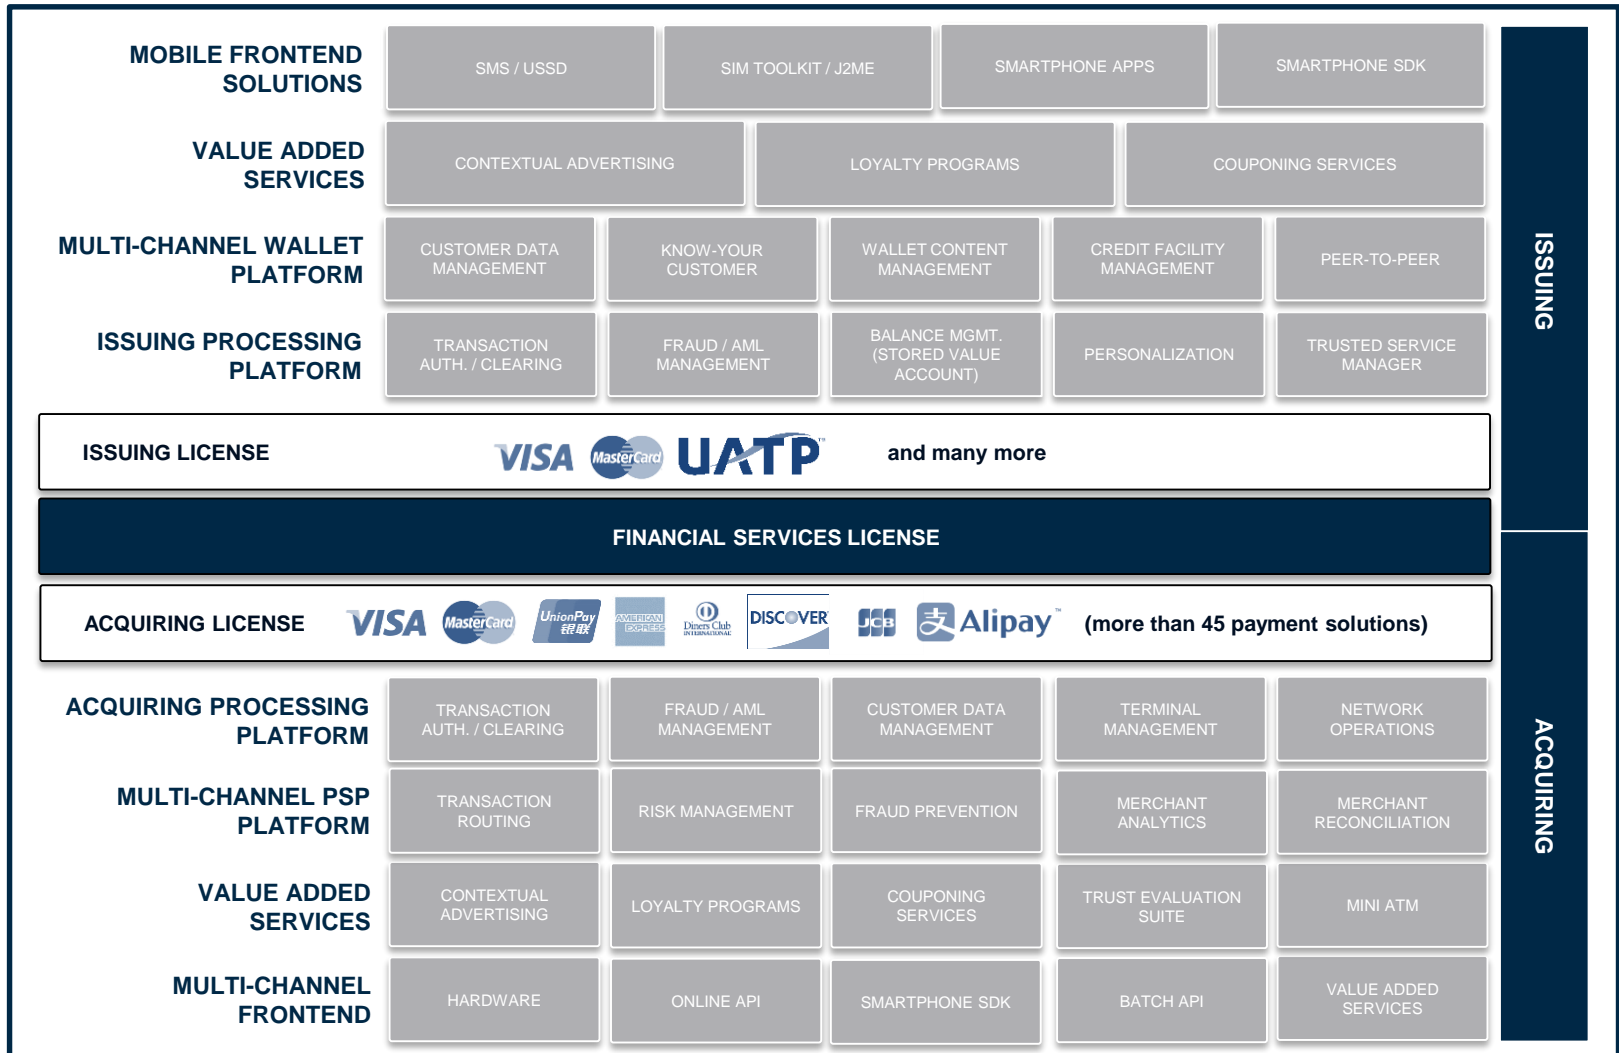 MOBILE FRONTEND
SOLUTIONS
SMS / USSD
SIM TOOLKIT / J2ME
SMARTPHONE APPS
SMARTPHONE SDK
VALUE ADDED
SERVICES
CONTEXTUAL ADVERTISING
LOYALTY PROGRAMS
COUPONING SERVICES
MULTI-CHANNEL WALLET
PLATFORM
CUSTOMER DATA
MANAGEMENT
KNOW-YOUR
CUSTOMER
WALLET CONTENT
MANAGEMENT
CREDIT FACILITY
MANAGEMENT
PEER-TO-PEER
ISSUING PROCESSING
PLATFORM
TRANSACTION
AUTH. / CLEARING
FRAUD / AML
MANAGEMENT
BALANCE MGMT.
(STORED VALUE
ACCOUNT)
PERSONALIZATION
TRUSTED SERVICE
MANAGER
ISSUING
ISSUING LICENSE
VISA
MasterCard
UATP™
and many more
FINANCIAL SERVICES LICENSE
ACQUIRING LICENSE
VISA
MasterCard
UnionPay
银联
AMERICAN
EXPRESS
Diners Club
INTERNATIONAL
DISCOVER
JCB
支 Alipay™
(more than 45 payment solutions)
ACQUIRING PROCESSING
PLATFORM
TRANSACTION
AUTH. / CLEARING
FRAUD / AML
MANAGEMENT
CUSTOMER DATA
MANAGEMENT
TERMINAL
MANAGEMENT
NETWORK
OPERATIONS
MULTI-CHANNEL PSP
PLATFORM
TRANSACTION
ROUTING
RISK MANAGEMENT
FRAUD PREVENTION
MERCHANT
ANALYTICS
MERCHANT
RECONCILIATION
VALUE ADDED
SERVICES
CONTEXTUAL
ADVERTISING
LOYALTY PROGRAMS
COUPONING
SERVICES
TRUST EVALUATION
SUITE
MINI ATM
MULTI-CHANNEL
FRONTEND
HARDWARE
ONLINE API
SMARTPHONE SDK
BATCH API
VALUE ADDED
SERVICES
ACQUIRING